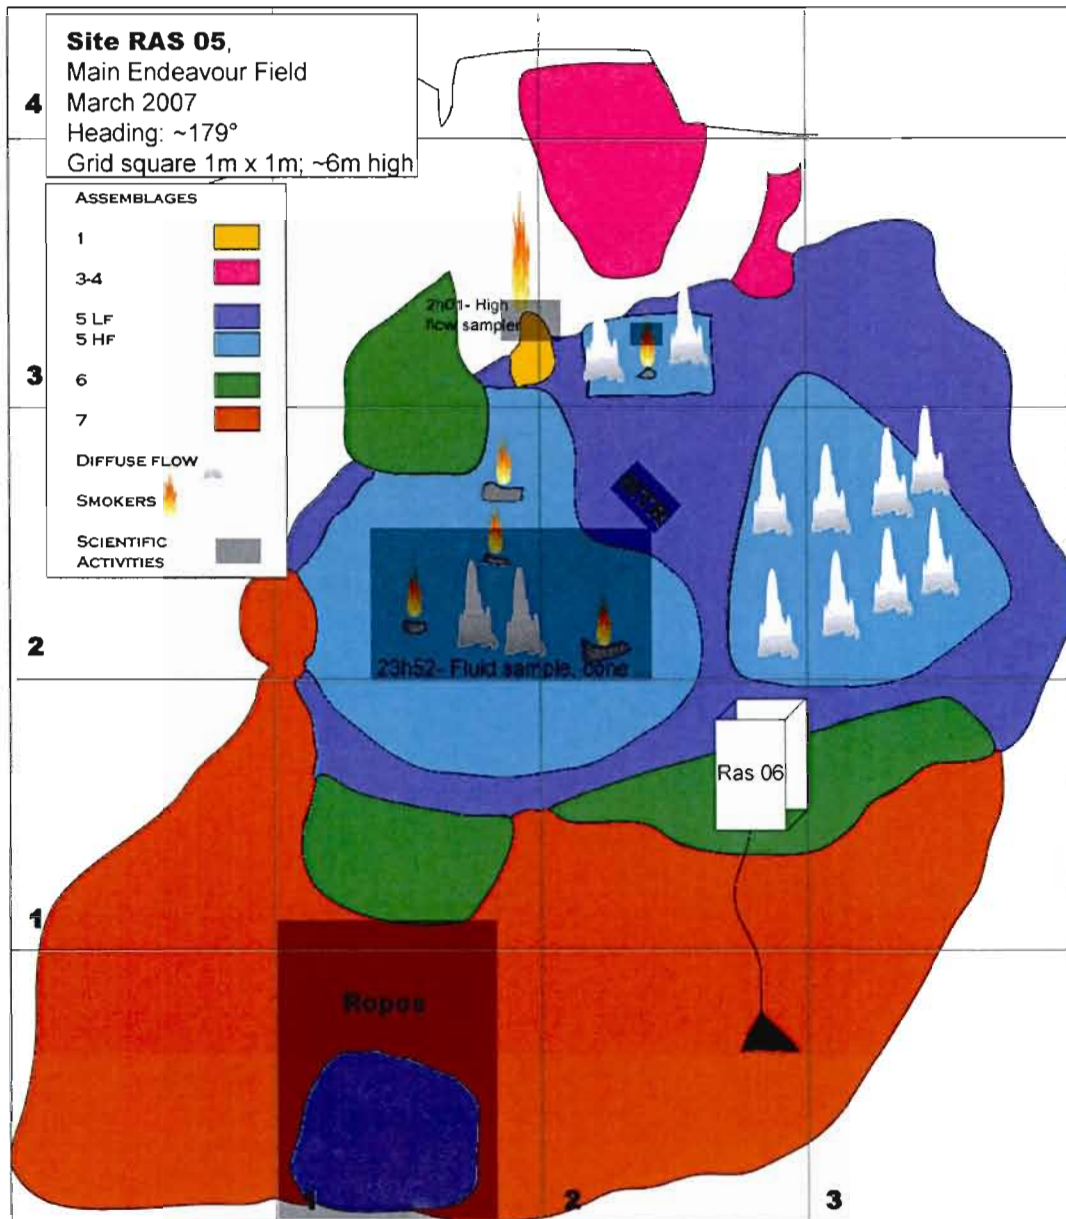 Site RAS 05,
Main Endeavour Field
March 2007
Heading: ~179°
Grid square 1m x 1m; ~6m high
4
ASSEMBLAGES
1
3-4
5 LF
5 HF
6
7
DIFFUSE FLOW
SMOKERS
SCIENTIFIC
ACTIVITIES
2h01- High
flow sampler
3
2
23h52- Fluid sample, bone
Ras 06
1
Ropos
1
2
3